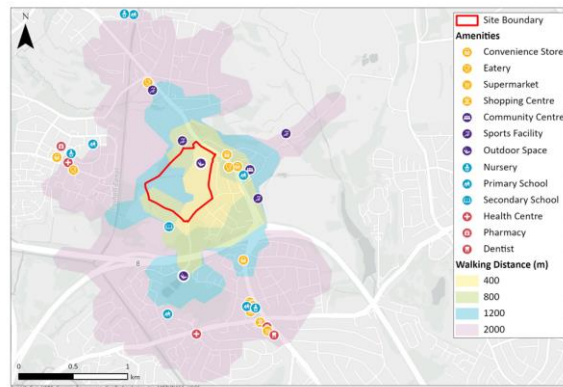 N
Site Boundary
Amenities
Convenience Store
Eatery
Supermarket
Shopping Centre
Community Centre
Sports Facility
Outdoor Space
Nursery
Primary School
Secondary School
Health Centre
Pharmacy
Dentist
Walking Distance (m)
400
800
1200
2000
8
0 0.5 1
km